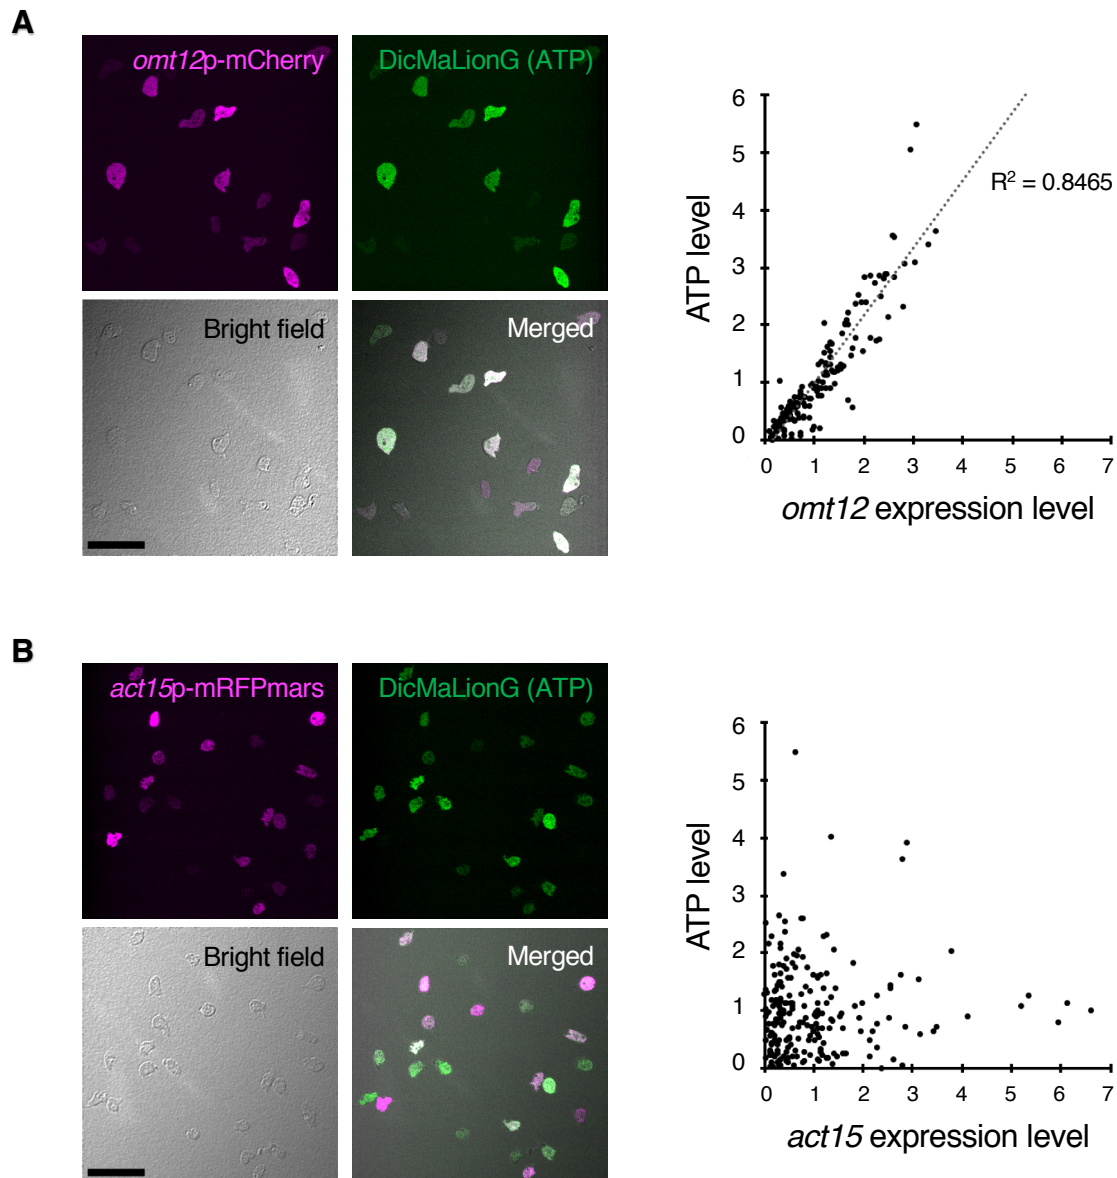 A
omt12p-mCherry
DicMaLionG (ATP)
Bright field
Merged
6
5
4
3
2
1
0
ATP level
R² = 0.8465
0 1 2 3 4 5 6 7
omt12 expression level
B
act15p-mRFPmars
DicMaLionG (ATP)
Bright field
Merged
6
5
4
3
2
1
0
ATP level
0 1 2 3 4 5 6 7
act15 expression level